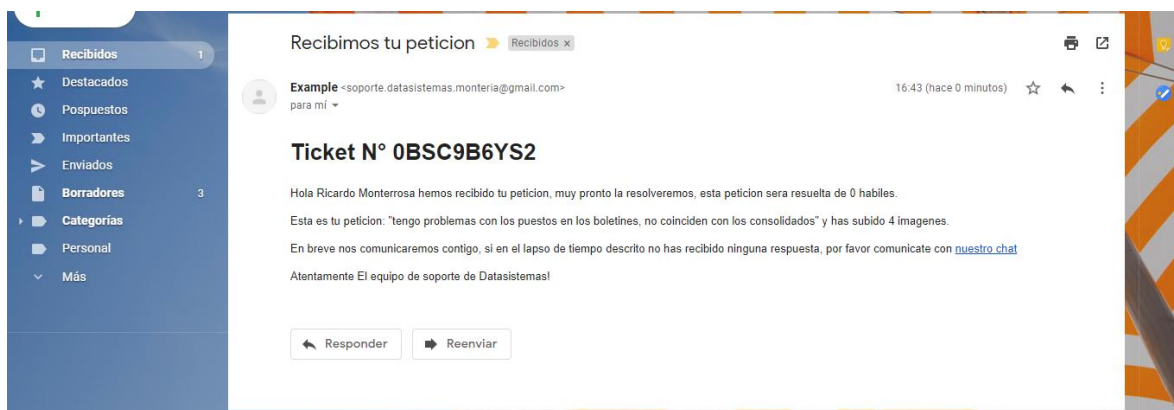 Recibimos tu peticion Recibidos x
Recibidos 1
Destacados
Pospuestos
Importantes
Enviados
Borradores 3
Categorías
Personal
Más
Example <soporte.datasistemas.monteria@gmail.com> 16:43 (hace 0 minutos)
para mí
Ticket N° 0BSC9B6YS2
Hola Ricardo Monterrosa hemos recibido tu peticion, muy pronto la resolveremos, esta peticion sera resuelta de 0 habiles.
Esta es tu peticion: "tengo problemas con los puestos en los boletines, no coinciden con los consolidados" y has subido 4 imagenes.
En breve nos comunicaremos contigo, si en el lapso de tiempo descrito no has recibido ninguna respuesta, por favor comunicate con nuestro chat
Atentamente El equipo de soporte de Datasistemas!
Responder Reenviar